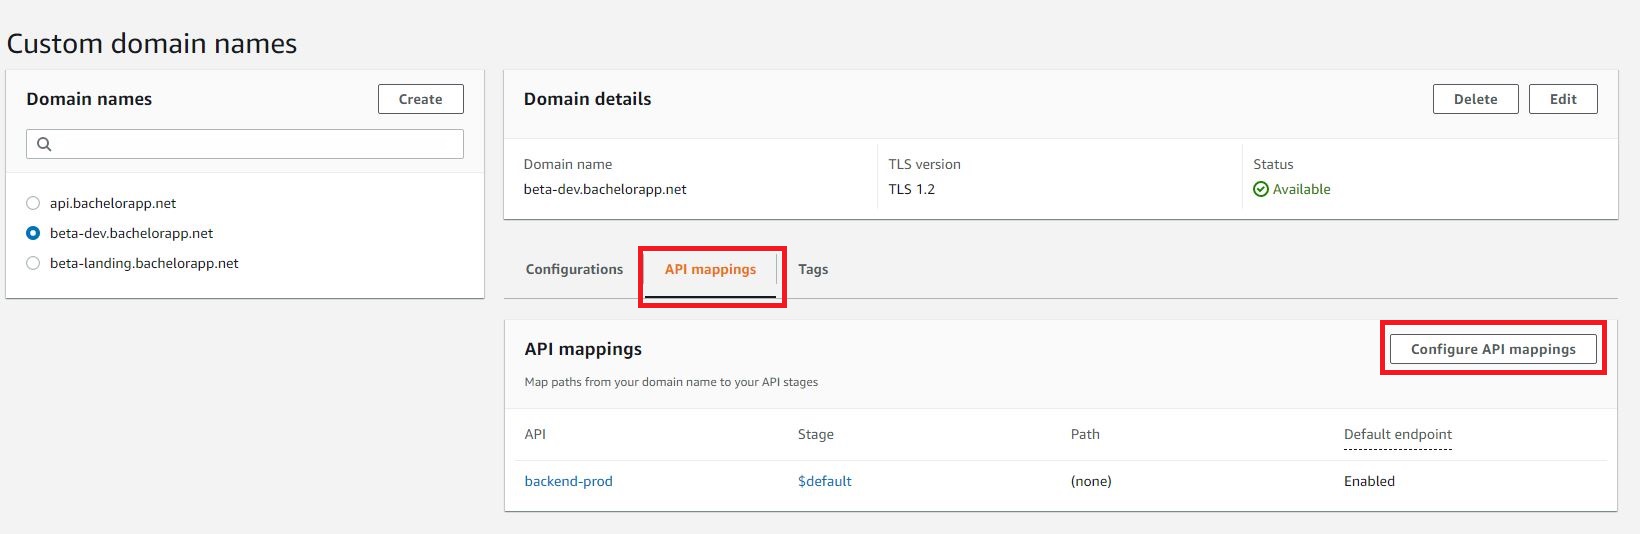 Custom domain names
Domain names
Create
api.bachelorapp.net
beta-dev.bachelorapp.net
beta-landing.bachelorapp.net
Domain details
Delete
Edit
Domain name
TLS version
Status
beta-dev.bachelorapp.net
TLS 1.2
Available
Configurations
API mappings
Tags
API mappings
Configure API mappings
Map paths from your domain name to your API stages
API
Stage
Path
Default endpoint
backend-prod
$default
(none)
Enabled